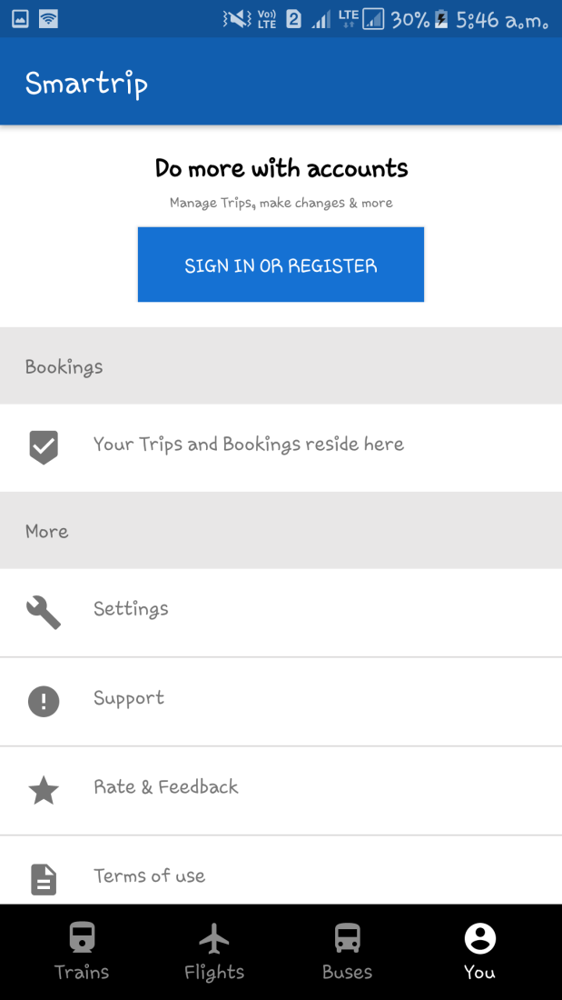 Vo)) LTE 2 LTE 30% 5:46 a.m.
Smartrip
Do more with accounts
Manage Trips, make changes & more
SIGN IN OR REGISTER
Bookings
Your Trips and Bookings reside here
More
Settings
Support
Rate & Feedback
Terms of use
Trains Flights Buses You